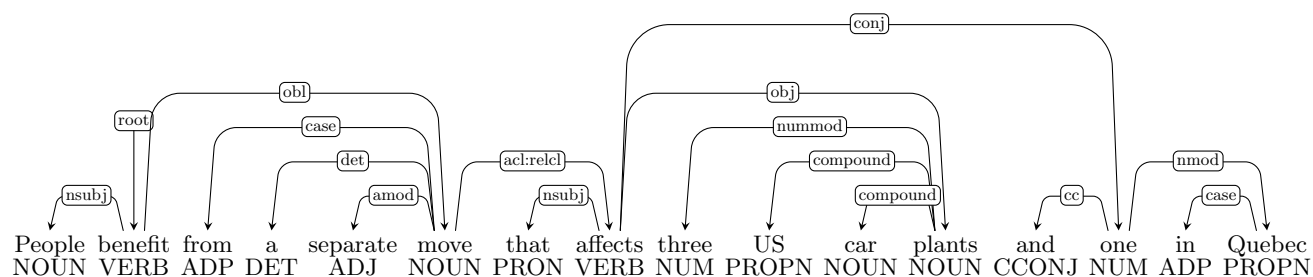 conj
obl obj
root
case nummod
det acl:relcl compound nmod
nsubj amod nsubj compound cc case
People benefit from a separate move that affects three US car plants and one in Quebec
NOUN VERB ADP DET ADJ NOUN PRON VERB NUM PROPN NOUN NOUN CCONJ NUM ADP PROPN